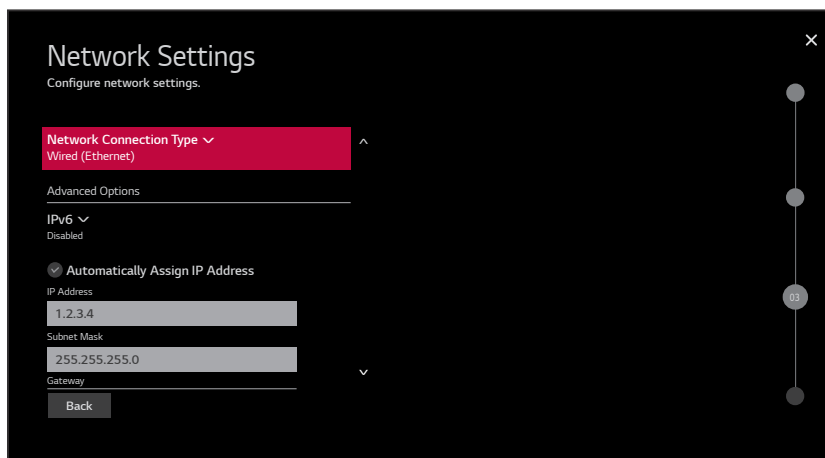 Network Settings
Configure network settings.
Network Connection Type
Wired (Ethernet)
Advanced Options
IPv6
Disabled
Automatically Assign IP Address
IP Address
1.2.3.4
Subnet Mask
255.255.255.0
Gateway
Back
03